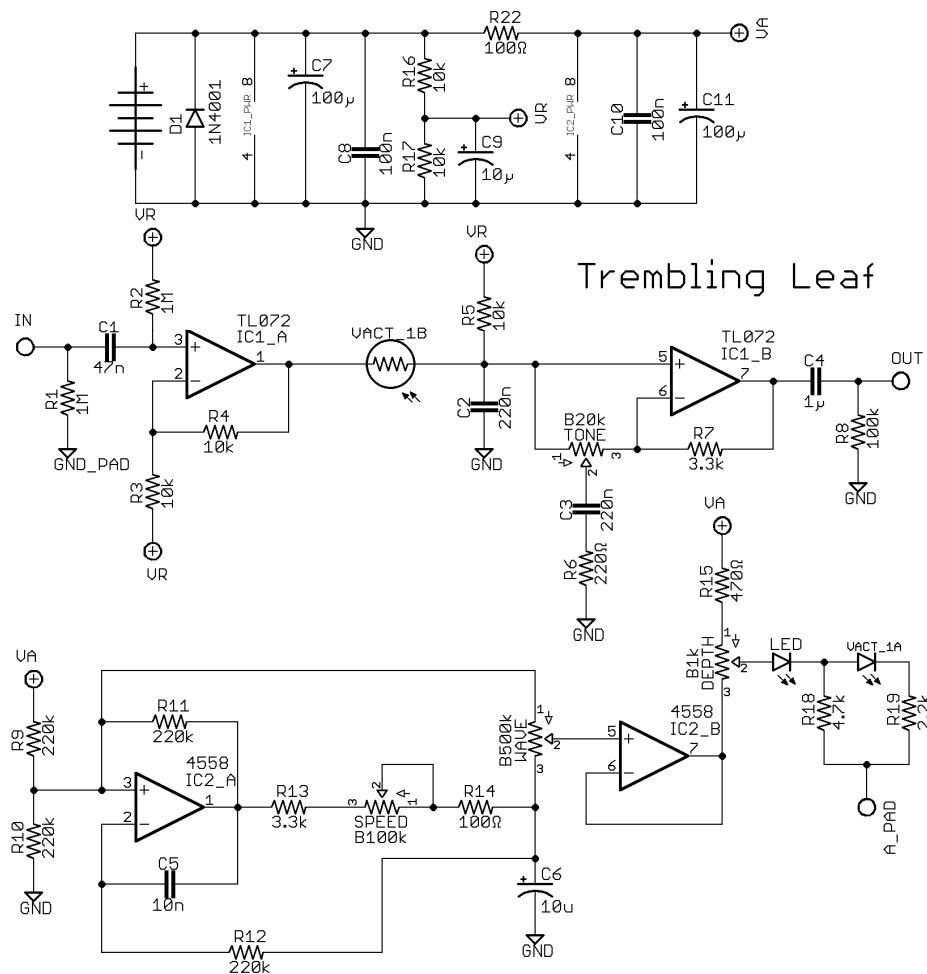 R22
100Ω
VA
C7
100µ
R16
10k
D1
1N4001
IC1_PWR
8
4
C8
100n
VR
R17
10k
C9
10µ
IC2_PWR
8
4
C10
100n
C11
100µ
GND
VR
VR
Trembling Leaf
R2
1M
R5
10k
IN
C1
47n
TL072
IC1_A
3
2
1
VACT_1B
TL072
IC1_B
5
6
7
C4
1µ
OUT
R1
1M
GND_PAD
R4
10k
C2
220n
GND
B20k
TONE
1
2
3
R7
3.3k
R8
100k
GND
R3
10k
VR
C3
220n
R6
220Ω
GND
VA
R15
470Ω
B1k
DEPTH
1
2
3
LED
VACT_1A
R18
4.7k
R19
2.2k
A_PAD
VA
R9
220k
R10
220k
GND
R11
220k
4558
IC2_A
3
2
1
R13
3.3k
2
3
1
SPEED
B100k
R14
100Ω
B500k
WAVE
1
2
3
4558
IC2_B
5
6
7
C5
10n
R12
220k
C6
10u
GND